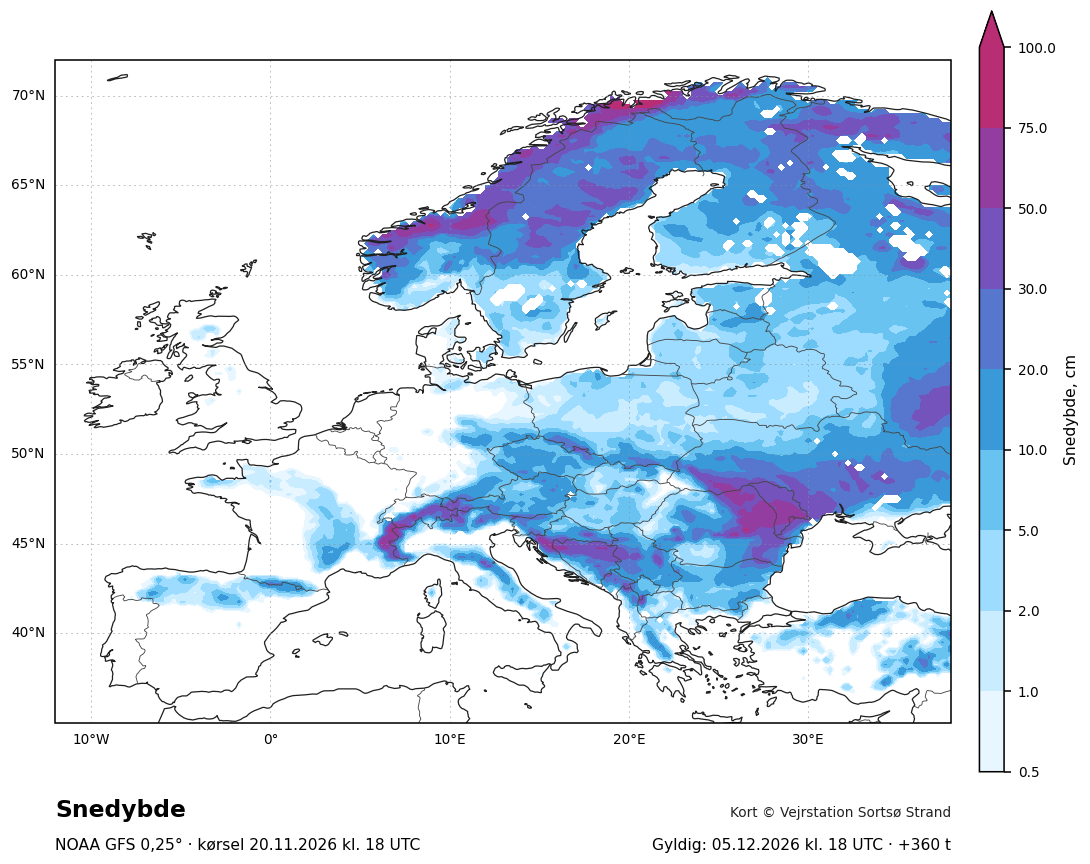 100.0
75.0
50.0
30.0
20.0
10.0
5.0
2.0
1.0
0.5
Snedybde, cm
70°N
65°N
60°N
55°N
50°N
45°N
40°N
10°W
0°
10°E
20°E
30°E
Snedybde
Kort © Vejrstation Sortsø Strand
NOAA GFS 0,25° · kørsel 20.11.2026 kl. 18 UTC
Gyldig: 05.12.2026 kl. 18 UTC · +360 t